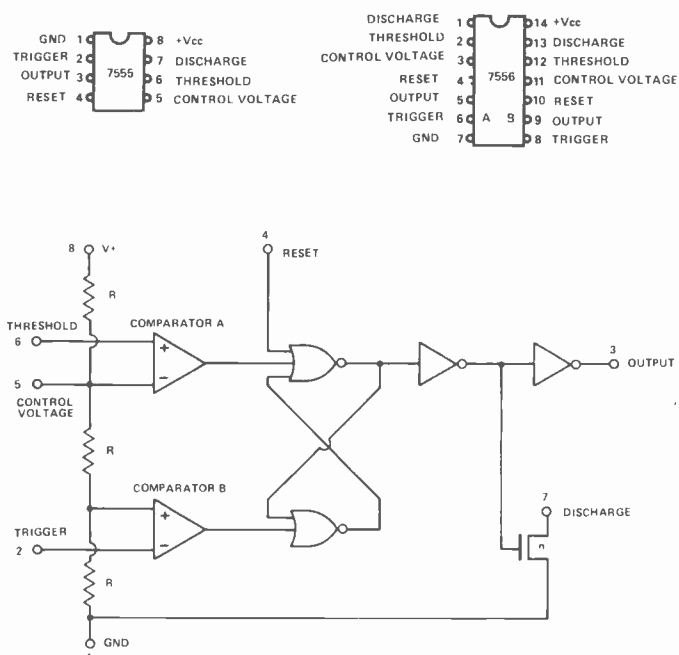 GND 1 8 +Vcc
TRIGGER 2 7 DISCHARGE
OUTPUT 3 7555 6 THRESHOLD
RESET 4 5 CONTROL VOLTAGE
DISCHARGE 1 14 +Vcc
THRESHOLD 2 13 DISCHARGE
CONTROL VOLTAGE 3 12 THRESHOLD
RESET 4 7556 11 CONTROL VOLTAGE
OUTPUT 5 10 RESET
TRIGGER 6 A B 9 OUTPUT
GND 7 8 TRIGGER
8 V+
4
RESET
R
THRESHOLD
6
COMPARATOR A
+
−
5
CONTROL
VOLTAGE
3
OUTPUT
R
COMPARATOR B
+
−
TRIGGER
2
7
DISCHARGE
n
R
GND